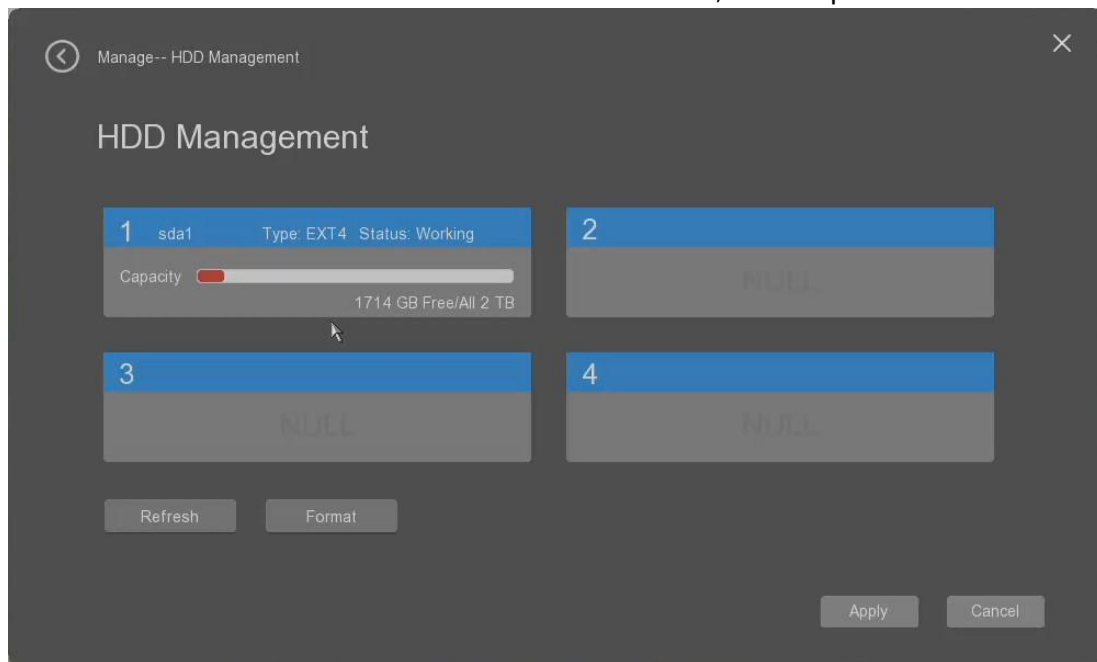 Manage-- HDD Management
HDD Management
1 sda1 Type: EXT4 Status: Working
Capacity
1714 GB Free/All 2 TB
2
NULL
3
NULL
4
NULL
Refresh Format
Apply Cancel